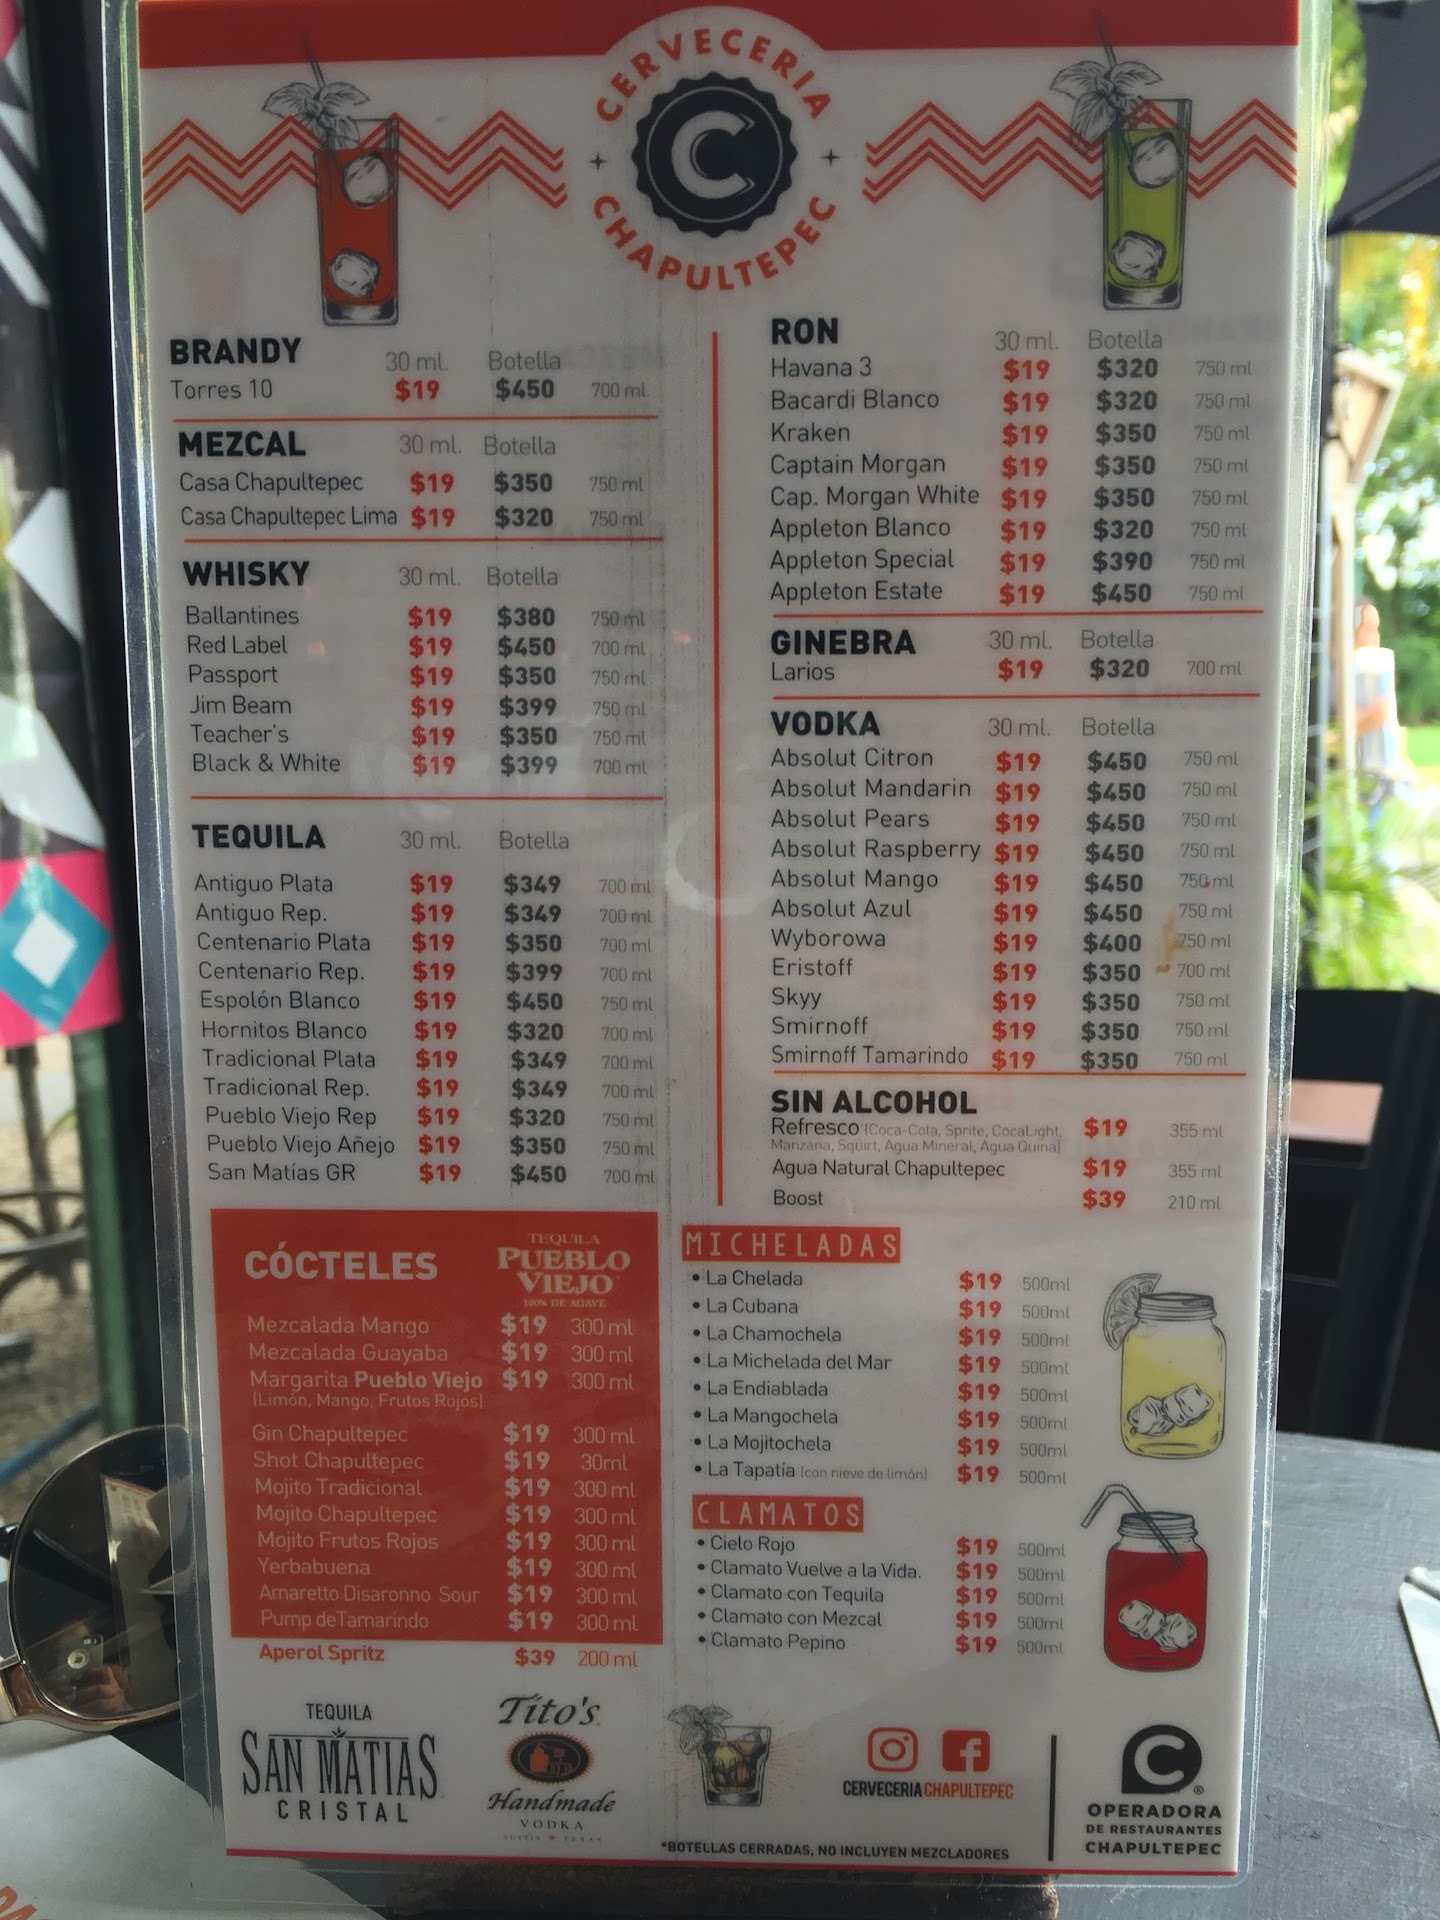 CERVECERIA
C
CHAPULTEPEC
BRANDY 30 ml. Botella
Torres 10 $19 $450 700 ml
MEZCAL 30 ml. Botella
Casa Chapultepec $19 $350 750 ml
Casa Chapultepec Lima $19 $320 750 ml
WHISKY 30 ml. Botella
Ballantines $19 $380 750 ml
Red Label $19 $450 700 ml
Passport $19 $350 750 ml
Jim Beam $19 $399 750 ml
Teacher's $19 $350 750 ml
Black & White $19 $399 700 ml
TEQUILA 30 ml. Botella
Antiguo Plata $19 $349 700 ml
Antiguo Rep. $19 $349 700 ml
Centenario Plata $19 $350 700 ml
Centenario Rep. $19 $399 700 ml
Espolón Blanco $19 $450 750 ml
Hornitos Blanco $19 $320 700 ml
Tradicional Plata $19 $349 700 ml
Tradicional Rep. $19 $349 700 ml
Pueblo Viejo Rep $19 $320 750 ml
Pueblo Viejo Añejo $19 $350 750 ml
San Matías GR $19 $450 700 ml
RON 30 ml. Botella
Havana 3 $19 $320 750 ml
Bacardi Blanco $19 $320 750 ml
Kraken $19 $350 750 ml
Captain Morgan $19 $350 750 ml
Cap. Morgan White $19 $350 750 ml
Appleton Blanco $19 $320 750 ml
Appleton Special $19 $390 750 ml
Appleton Estate $19 $450 750 ml
GINEBRA 30 ml. Botella
Larios $19 $320 700 ml
VODKA 30 ml. Botella
Absolut Citron $19 $450 750 ml
Absolut Mandarin $19 $450 750 ml
Absolut Pears $19 $450 750 ml
Absolut Raspberry $19 $450 750 ml
Absolut Mango $19 $450 750 ml
Absolut Azul $19 $450 750 ml
Wyborowa $19 $400 750 ml
Eristoff $19 $350 700 ml
Skyy $19 $350 750 ml
Smirnoff $19 $350 750 ml
Smirnoff Tamarindo $19 $350 750 ml
SIN ALCOHOL
Refresco (Coca-Cola, Sprite, CocaLight, $19 355 ml
Manzana, Sqüirt, Agua Mineral, Agua Quina)
Agua Natural Chapultepec $19 355 ml
Boost $39 210 ml
CÓCTELES
TEQUILA
PUEBLO
VIEJO
100% DE AGAVE
Mezcalada Mango $19 300 ml
Mezcalada Guayaba $19 300 ml
Margarita Pueblo Viejo $19 300 ml
(Limón, Mango, Frutos Rojos)
Gin Chapultepec $19 300 ml
Shot Chapultepec $19 30ml
Mojito Tradicional $19 300 ml
Mojito Chapultepec $19 300 ml
Mojito Frutos Rojos $19 300 ml
Yerbabuena $19 300 ml
Amaretto Disaronno Sour $19 300 ml
Pump deTamarindo $19 300 ml
Aperol Spritz $39 200 ml
MICHELADAS
• La Chelada $19 500ml
• La Cubana $19 500ml
• La Chamochela $19 500ml
• La Michelada del Mar $19 500ml
• La Endiablada $19 500ml
• La Mangochela $19 500ml
• La Mojitochela $19 500ml
• La Tapatía (con nieve de limón) $19 500ml
CLAMATOS
• Cielo Rojo $19 500ml
• Clamato Vuelve a la Vida. $19 500ml
• Clamato con Tequila $19 500ml
• Clamato con Mezcal $19 500ml
• Clamato Pepino $19 500ml
TEQUILA
SAN MATIAS
CRISTAL
Tito's
Handmade
VODKA
AUSTIN ★ TEXAS
CERVECERIACHAPULTEPEC
C
®
OPERADORA
DE RESTAURANTES
CHAPULTEPEC
*BOTELLAS CERRADAS, NO INCLUYEN MEZCLADORES